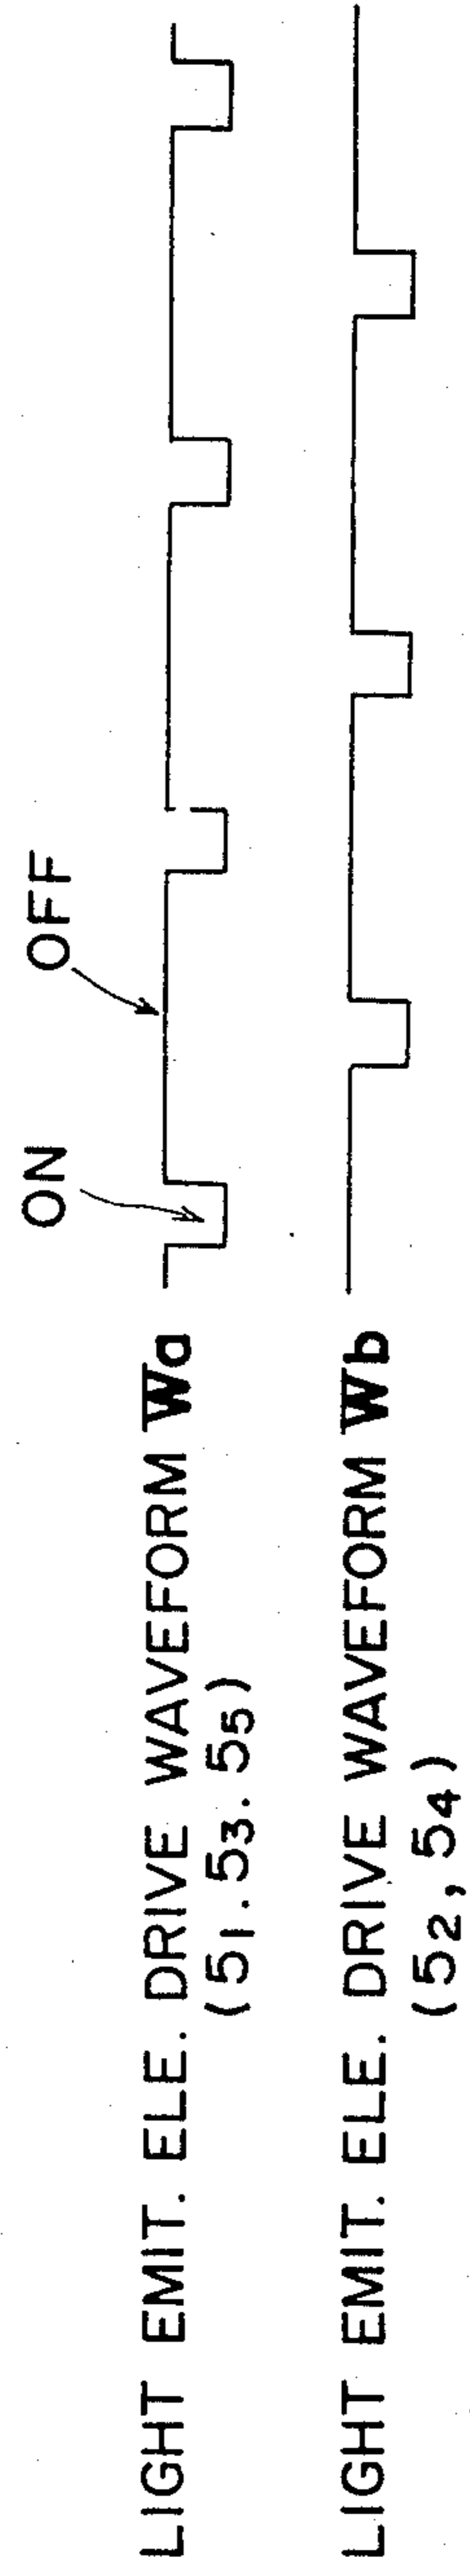 ON
OFF
LIGHT EMIT. ELE. DRIVE WAVEFORM Wa
(5₁. 5₃. 5₅)
LIGHT EMIT. ELE. DRIVE WAVEFORM Wb
(5₂, 5₄)